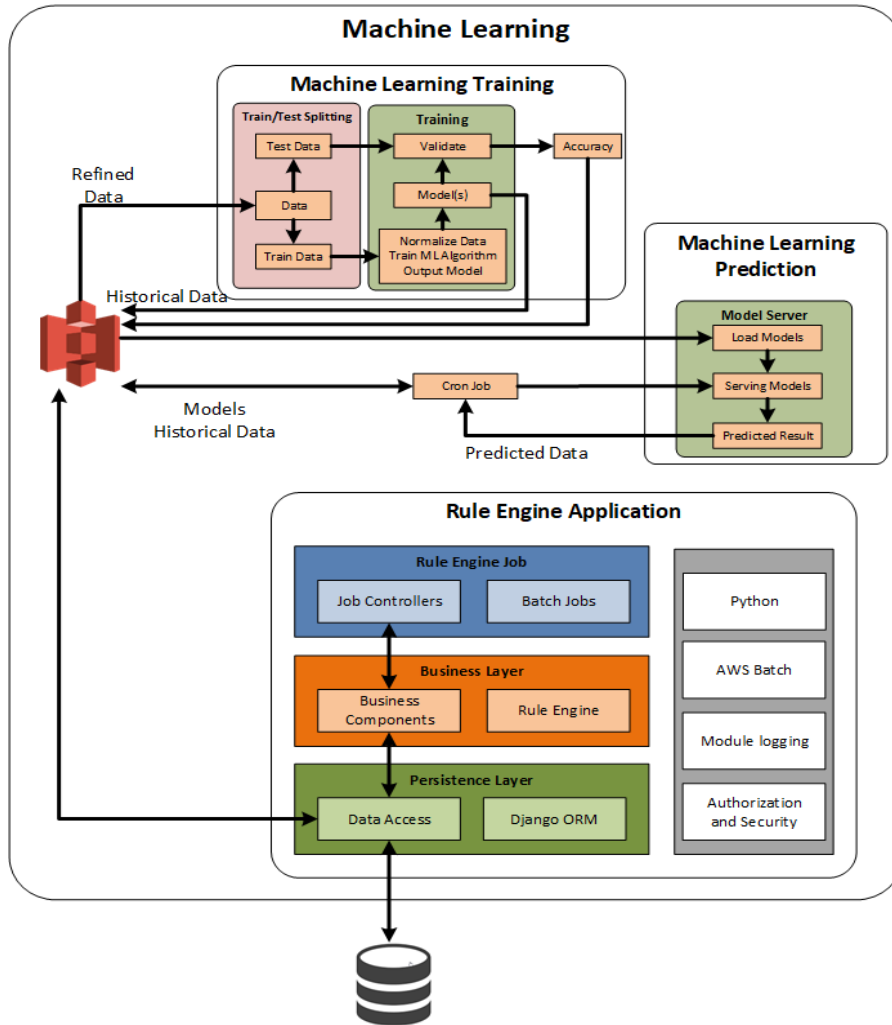 Machine Learning
Machine Learning Training
Train/Test Splitting
Training
Test Data
Validate
Accuracy
Refined
Data
Data
Model(s)
Train Data
Normalize Data
Train ML Algorithm
Output Model
Historical Data
Machine Learning
Prediction
Model Server
Load Models
Cron Job
Serving Models
Models
Historical Data
Predicted Result
Predicted Data
Rule Engine Application
Rule Engine Job
Job Controllers
Batch Jobs
Business Layer
Business
Components
Rule Engine
Persistence Layer
Data Access
Django ORM
Python
AWS Batch
Module logging
Authorization
and Security